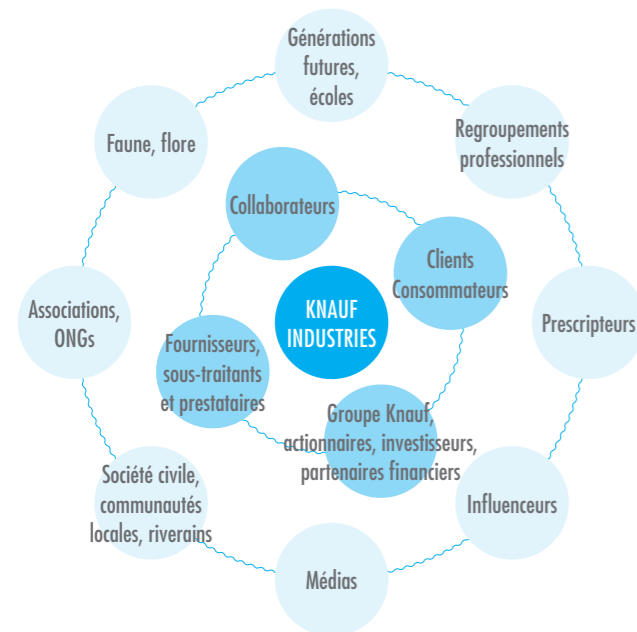 Générations
futures,
écoles
Faune, flore
Regroupements
professionnels
Collaborateurs
Clients
Consommateurs
Associations,
ONGs
KNAUF
INDUSTRIES
Prescripteurs
Fournisseurs,
sous-traitants
et prestataires
Groupe Knauf,
actionnaires, investisseurs,
partenaires financiers
Société civile,
communautés
locales, riverains
Influenceurs
Médias